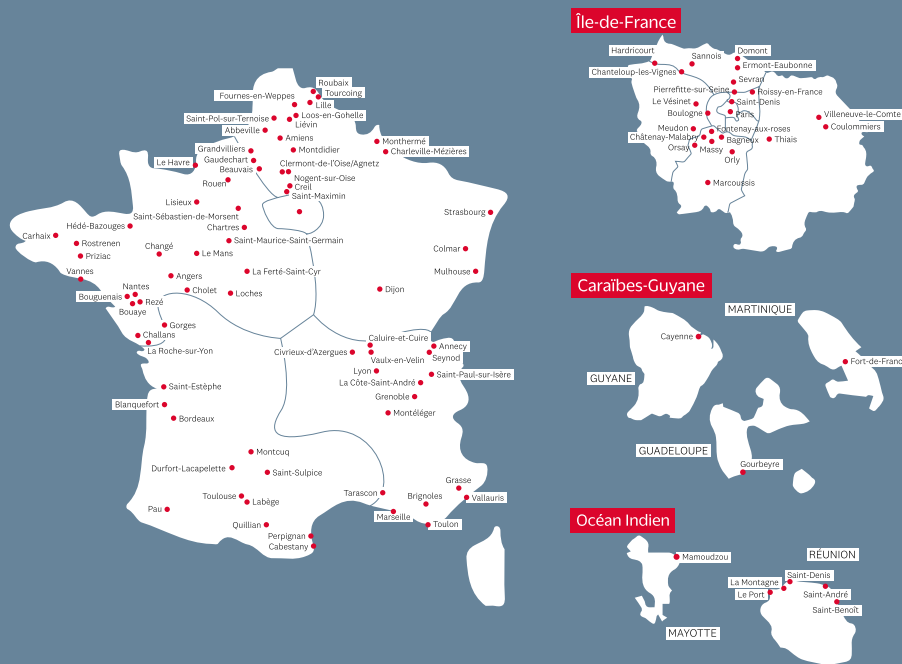 Île-de-France
Hardricourt
Sannois
Domont
Ermont-Eaubonne
Chanteloup-les-Vignes
Sevran
Pierrefitte-sur-Seine
Roissy-en-France
Le Vésinet
Saint-Denis
Boulogne
Paris
Villeneuve-le-Comte
Coulommiers
Meudon
Fontenay-aux-roses
Châtenay-Malabry
Bagneux
Thiais
Orsay
Massy
Orly
Marcoussis
Roubaix
Tourcoing
Fournes-en-Weppes
Lille
Saint-Pol-sur-Ternoise
Loos-en-Gohelle
Liévin
Abbeville
Amiens
Monthermé
Grandvilliers
Montdidier
Charleville-Mézières
Le Havre
Gaudechart
Clermont-de-l'Oise/Agnetz
Beauvais
Nogent-sur-Oise
Rouen
Creil
Saint-Maximin
Lisieux
Saint-Sébastien-de-Morsent
Strasbourg
Hédé-Bazouges
Chartres
Carhaix
Rostrenen
Changé
Saint-Maurice-Saint-Germain
Priziac
Le Mans
Colmar
Vannes
Angers
La Ferté-Saint-Cyr
Mulhouse
Nantes
Cholet
Loches
Dijon
Bouguenais
Rezé
Bouaye
Gorges
Challans
La Roche-sur-Yon
Caluire-et-Cuire
Annecy
Civrieux-d'Azergues
Vaulx-en-Velin
Seynod
Lyon
Saint-Paul-sur-Isère
La Côte-Saint-André
Saint-Estèphe
Grenoble
Blanquefort
Montéléger
Bordeaux
Montcuq
Durfort-Lacapelette
Saint-Sulpice
Grasse
Toulouse
Tarascon
Brignoles
Vallauris
Labège
Pau
Marseille
Quillian
Toulon
Perpignan
Cabestany
Caraïbes-Guyane
MARTINIQUE
Cayenne
Fort-de-Franc
GUYANE
GUADELOUPE
Gourbeyre
Océan Indien
Mamoudzou
RÉUNION
Saint-Denis
La Montagne
Le Port
Saint-André
Saint-Benoît
MAYOTTE